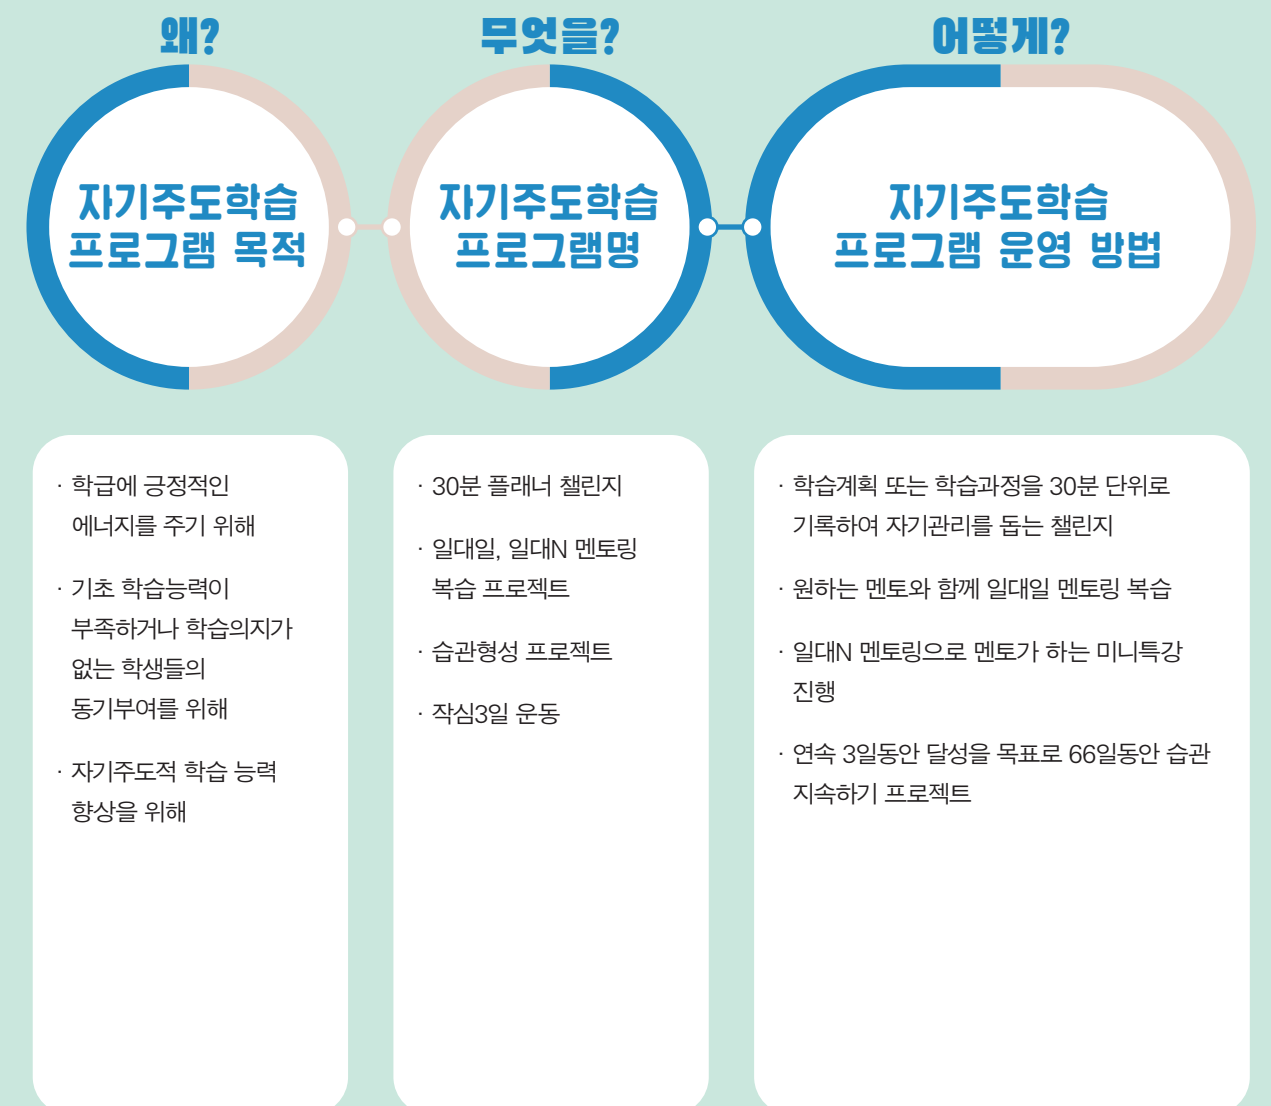 왜?
자기주도학습
프로그램 목적
· 학급에 긍정적인
에너지를 주기 위해
· 기초 학습능력이
부족하거나 학습의지가
없는 학생들의
동기부여를 위해
· 자기주도적 학습 능력
향상을 위해
무엇을?
자기주도학습
프로그램명
· 30분 플래너 챌린지
· 일대일, 일대N 멘토링
복습 프로젝트
· 습관형성 프로젝트
· 작심3일 운동
어떻게?
자기주도학습
프로그램 운영 방법
· 학습계획 또는 학습과정을 30분 단위로
기록하여 자기관리를 돕는 챌린지
· 원하는 멘토와 함께 일대일 멘토링 복습
· 일대N 멘토링으로 멘토가 하는 미니특강
진행
· 연속 3일동안 달성을 목표로 66일동안 습관
지속하기 프로젝트